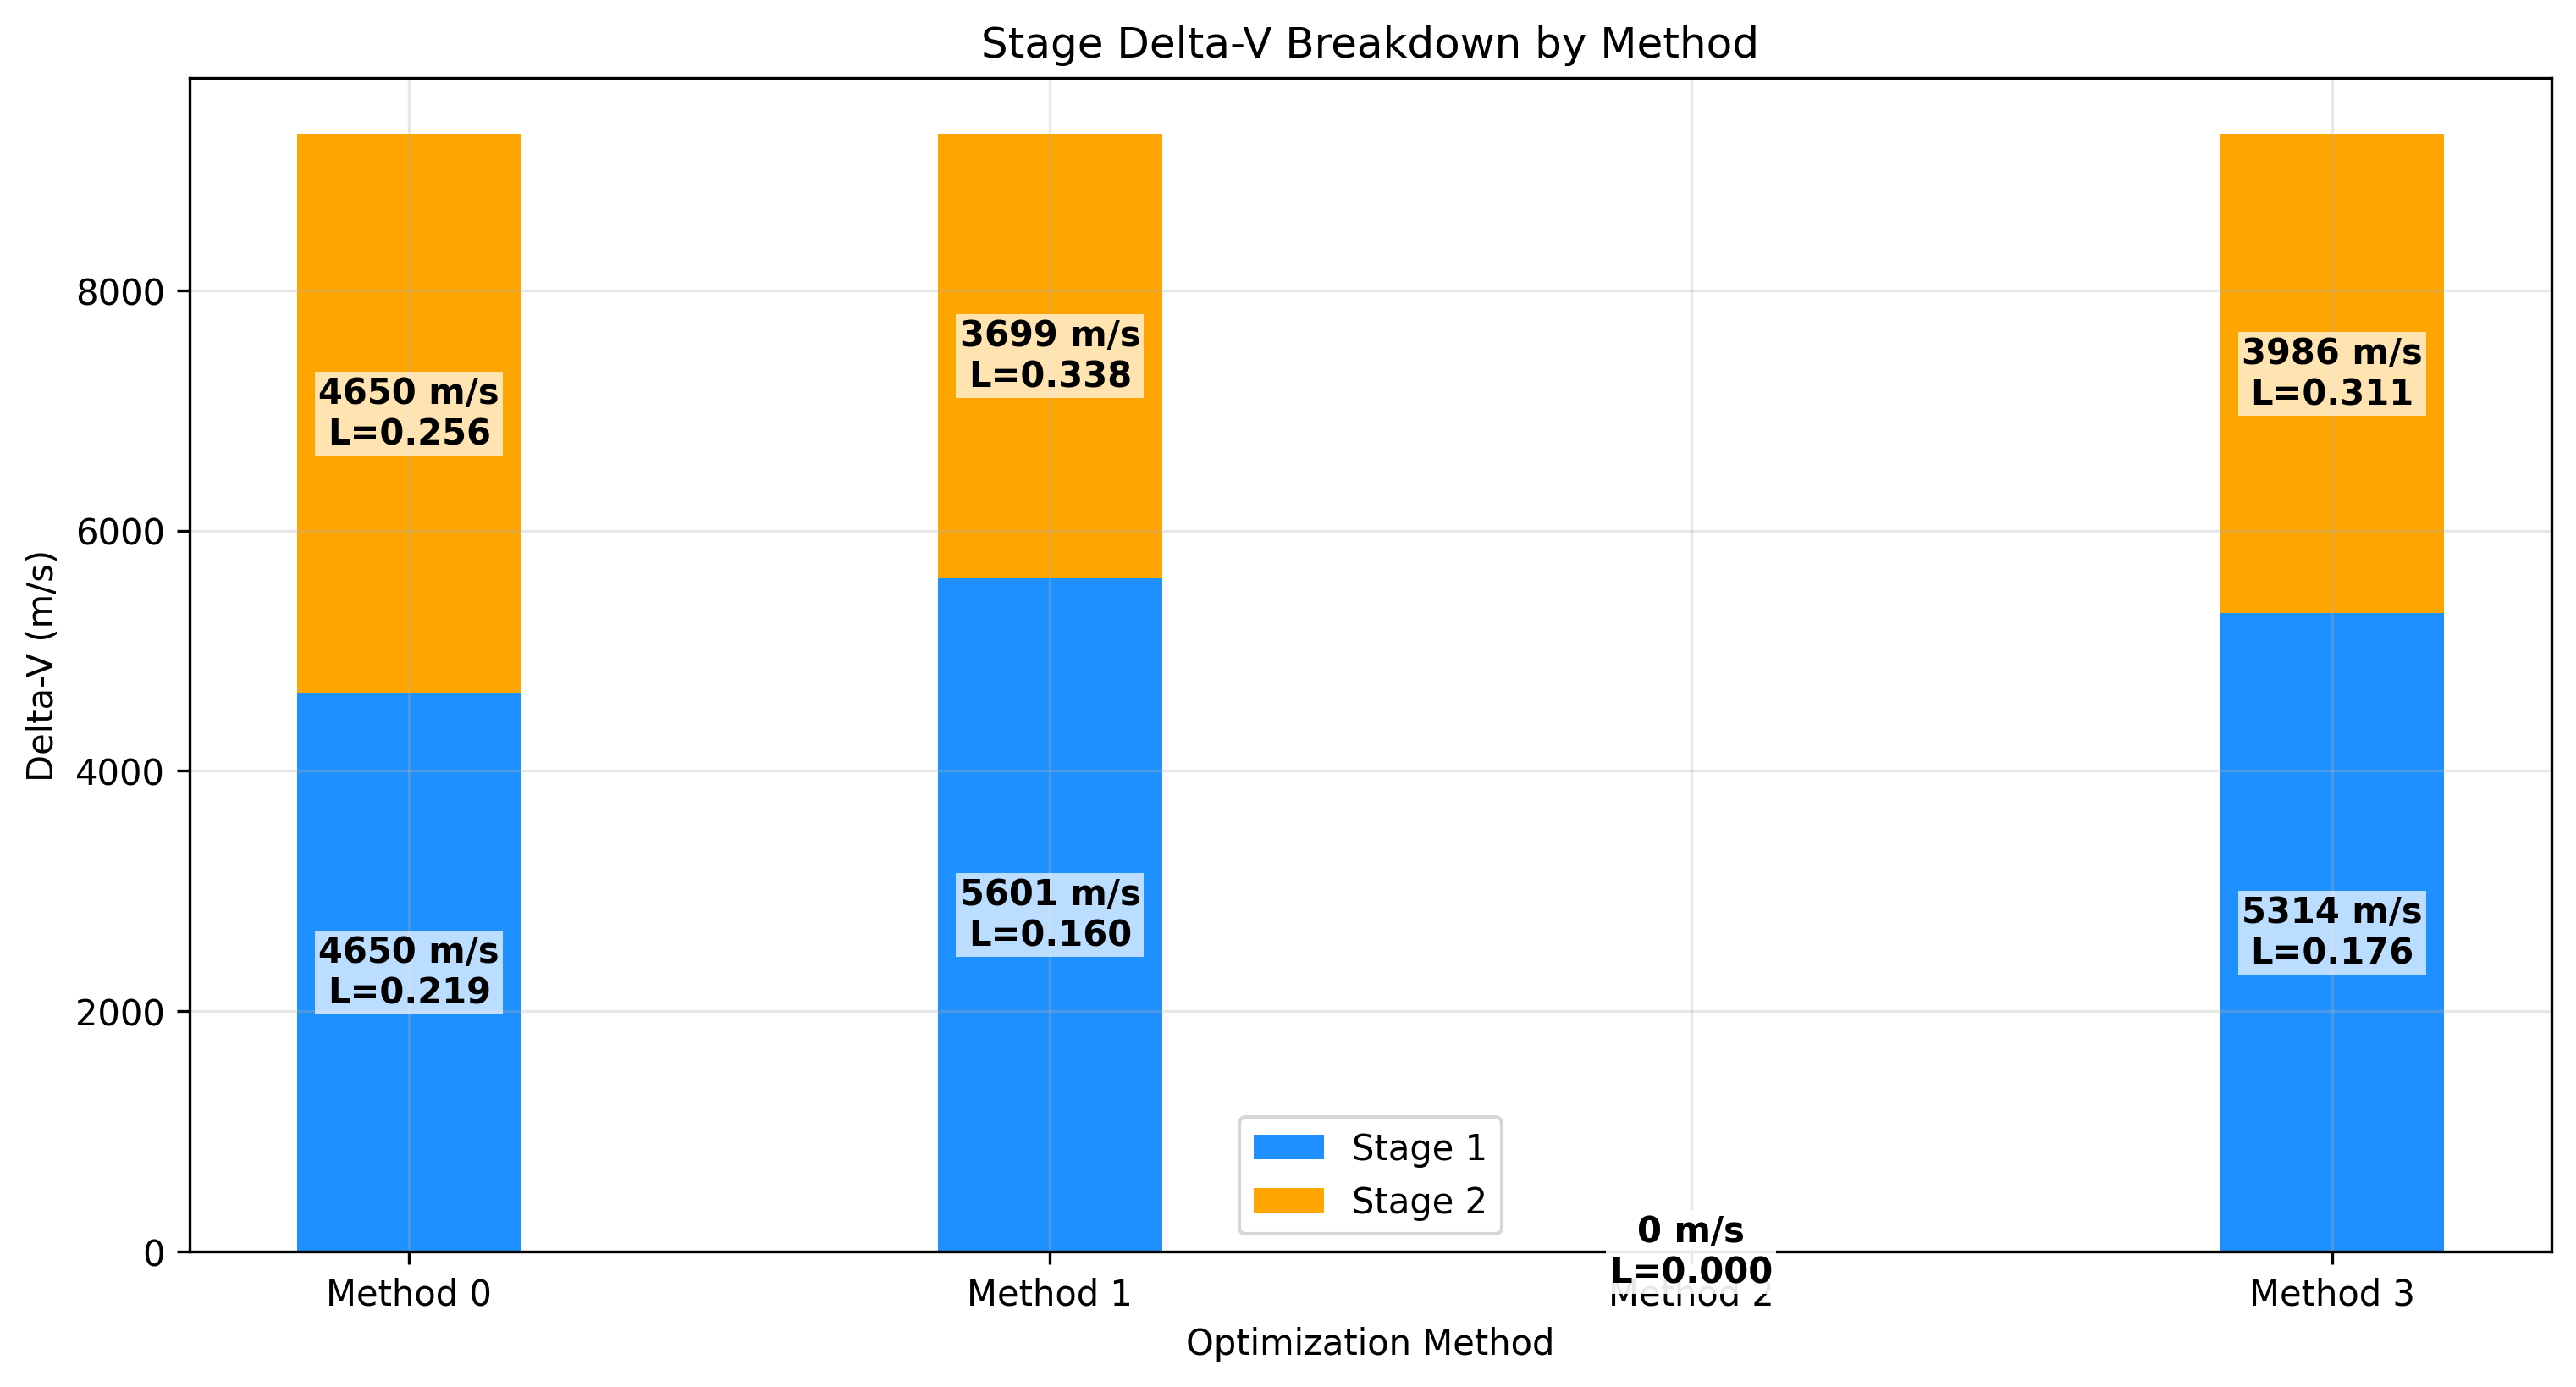 Stage Delta-V Breakdown by Method
Delta-V (m/s)
8000
6000
4000
2000
0
4650 m/s
L=0.256
4650 m/s
L=0.219
3699 m/s
L=0.338
5601 m/s
L=0.160
0 m/s
L=0.000
3986 m/s
L=0.311
5314 m/s
L=0.176
Stage 1
Stage 2
Method 0
Method 1
Method 2
Method 3
Optimization Method